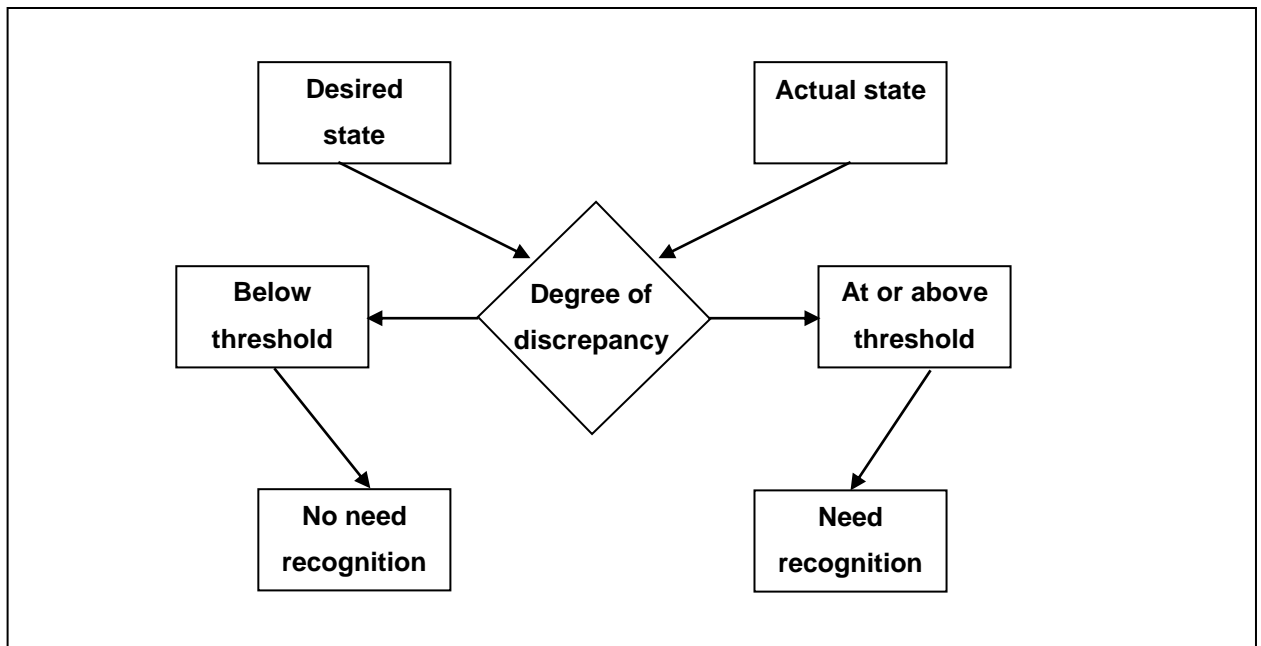 Desired
state
Actual state
Degree of
discrepancy
Below
threshold
At or above
threshold
No need
recognition
Need
recognition